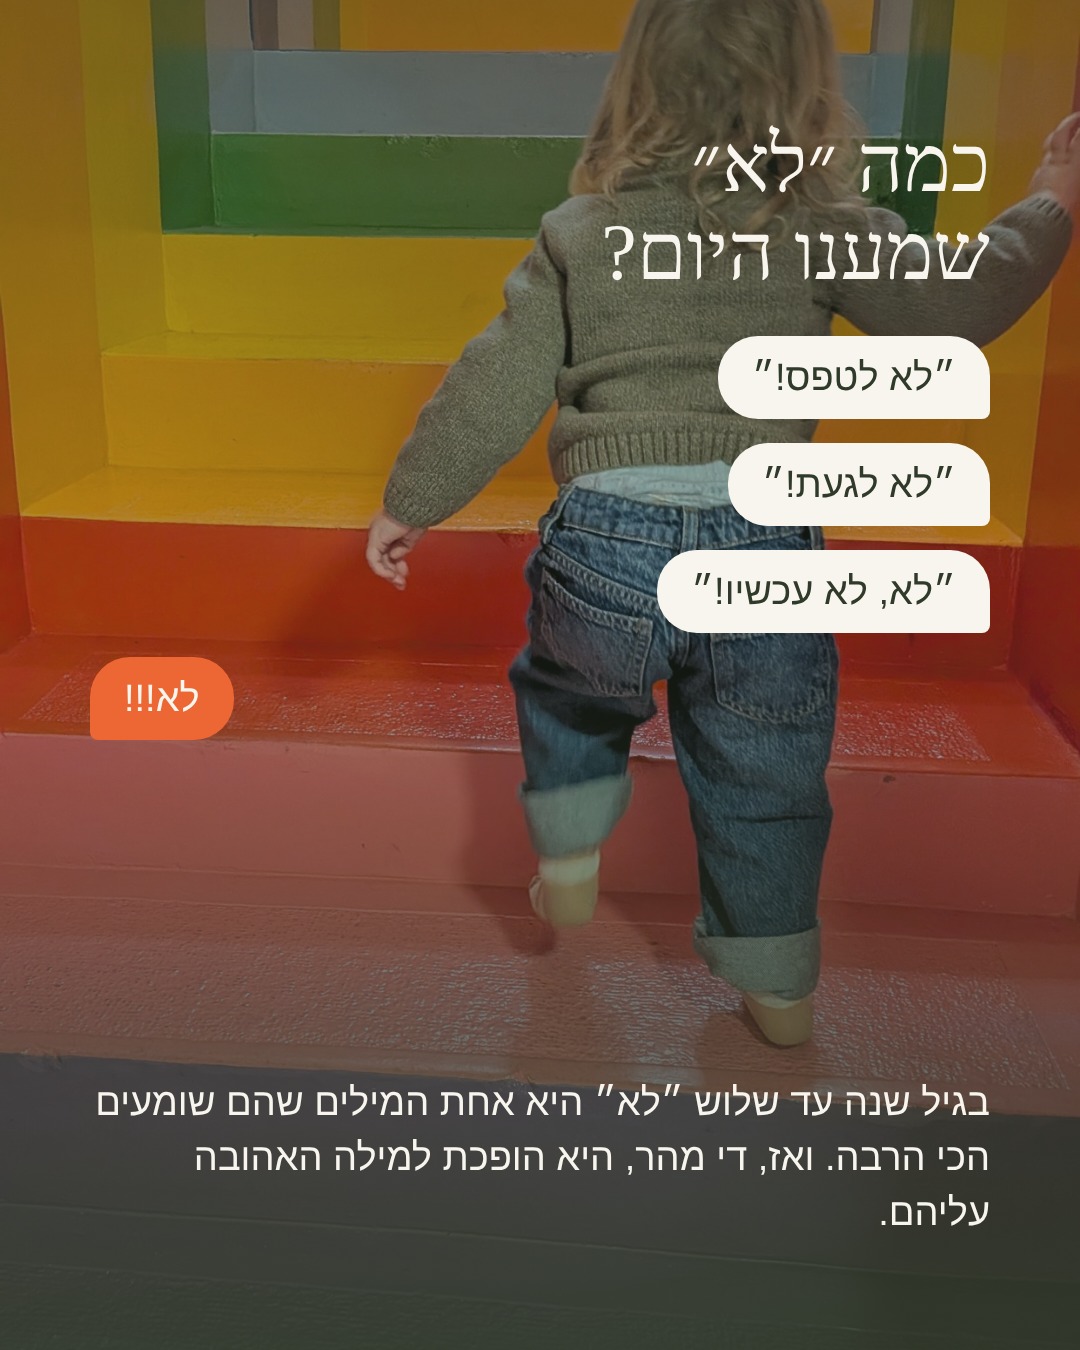 כמה "לא"
שמענו היום?
"לא לטפס!"
"לא לגעת!"
"לא, לא עכשיו!"
לא!!!
בגיל שנה עד שלוש "לא" היא אחת המילים שהם שומעים
הכי הרבה. ואז, די מהר, היא הופכת למילה האהובה
עליהם.